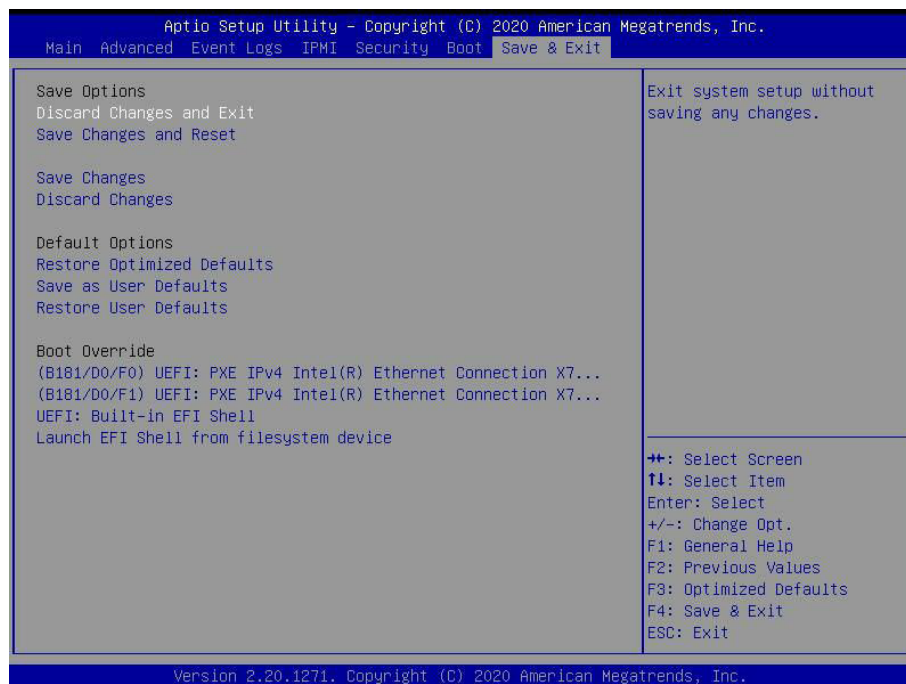 Aptio Setup Utility – Copyright (C) 2020 American Megatrends, Inc.
Main Advanced Event Logs IPMI Security Boot Save & Exit
Save Options
Discard Changes and Exit
Save Changes and Reset
Save Changes
Discard Changes
Default Options
Restore Optimized Defaults
Save as User Defaults
Restore User Defaults
Boot Override
(B181/D0/F0) UEFI: PXE IPv4 Intel(R) Ethernet Connection X7...
(B181/D0/F1) UEFI: PXE IPv4 Intel(R) Ethernet Connection X7...
UEFI: Built-in EFI Shell
Launch EFI Shell from filesystem device
Exit system setup without
saving any changes.
→←: Select Screen
↑↓: Select Item
Enter: Select
+/-: Change Opt.
F1: General Help
F2: Previous Values
F3: Optimized Defaults
F4: Save & Exit
ESC: Exit
Version 2.20.1271. Copyright (C) 2020 American Megatrends, Inc.